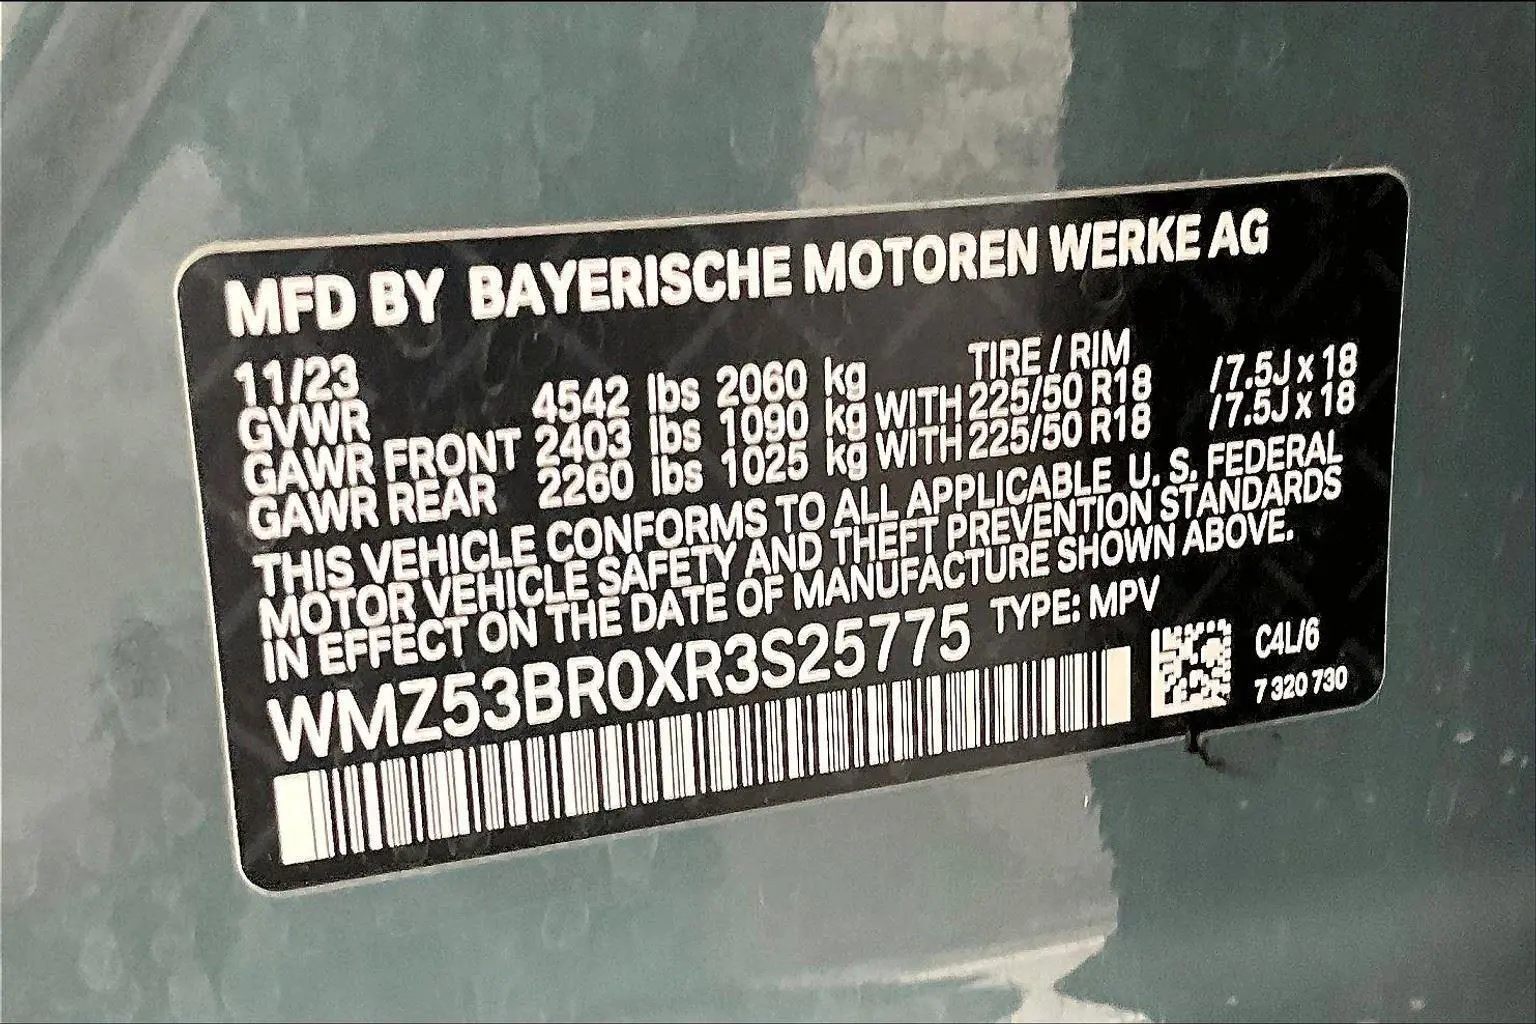 MFD BY BAYERISCHE MOTOREN WERKE AG
11/23 TIRE / RIM
GVWR 4542 lbs 2060 kg
GAWR FRONT 2403 lbs 1090 kg WITH 225/50 R18 /7.5J x 18
GAWR REAR 2260 lbs 1025 kg WITH 225/50 R18 /7.5J x 18
THIS VEHICLE CONFORMS TO ALL APPLICABLE U. S. FEDERAL
MOTOR VEHICLE SAFETY AND THEFT PREVENTION STANDARDS
IN EFFECT ON THE DATE OF MANUFACTURE SHOWN ABOVE.
WMZ53BR0XR3S25775 TYPE: MPV
C4L/6
7 320 730